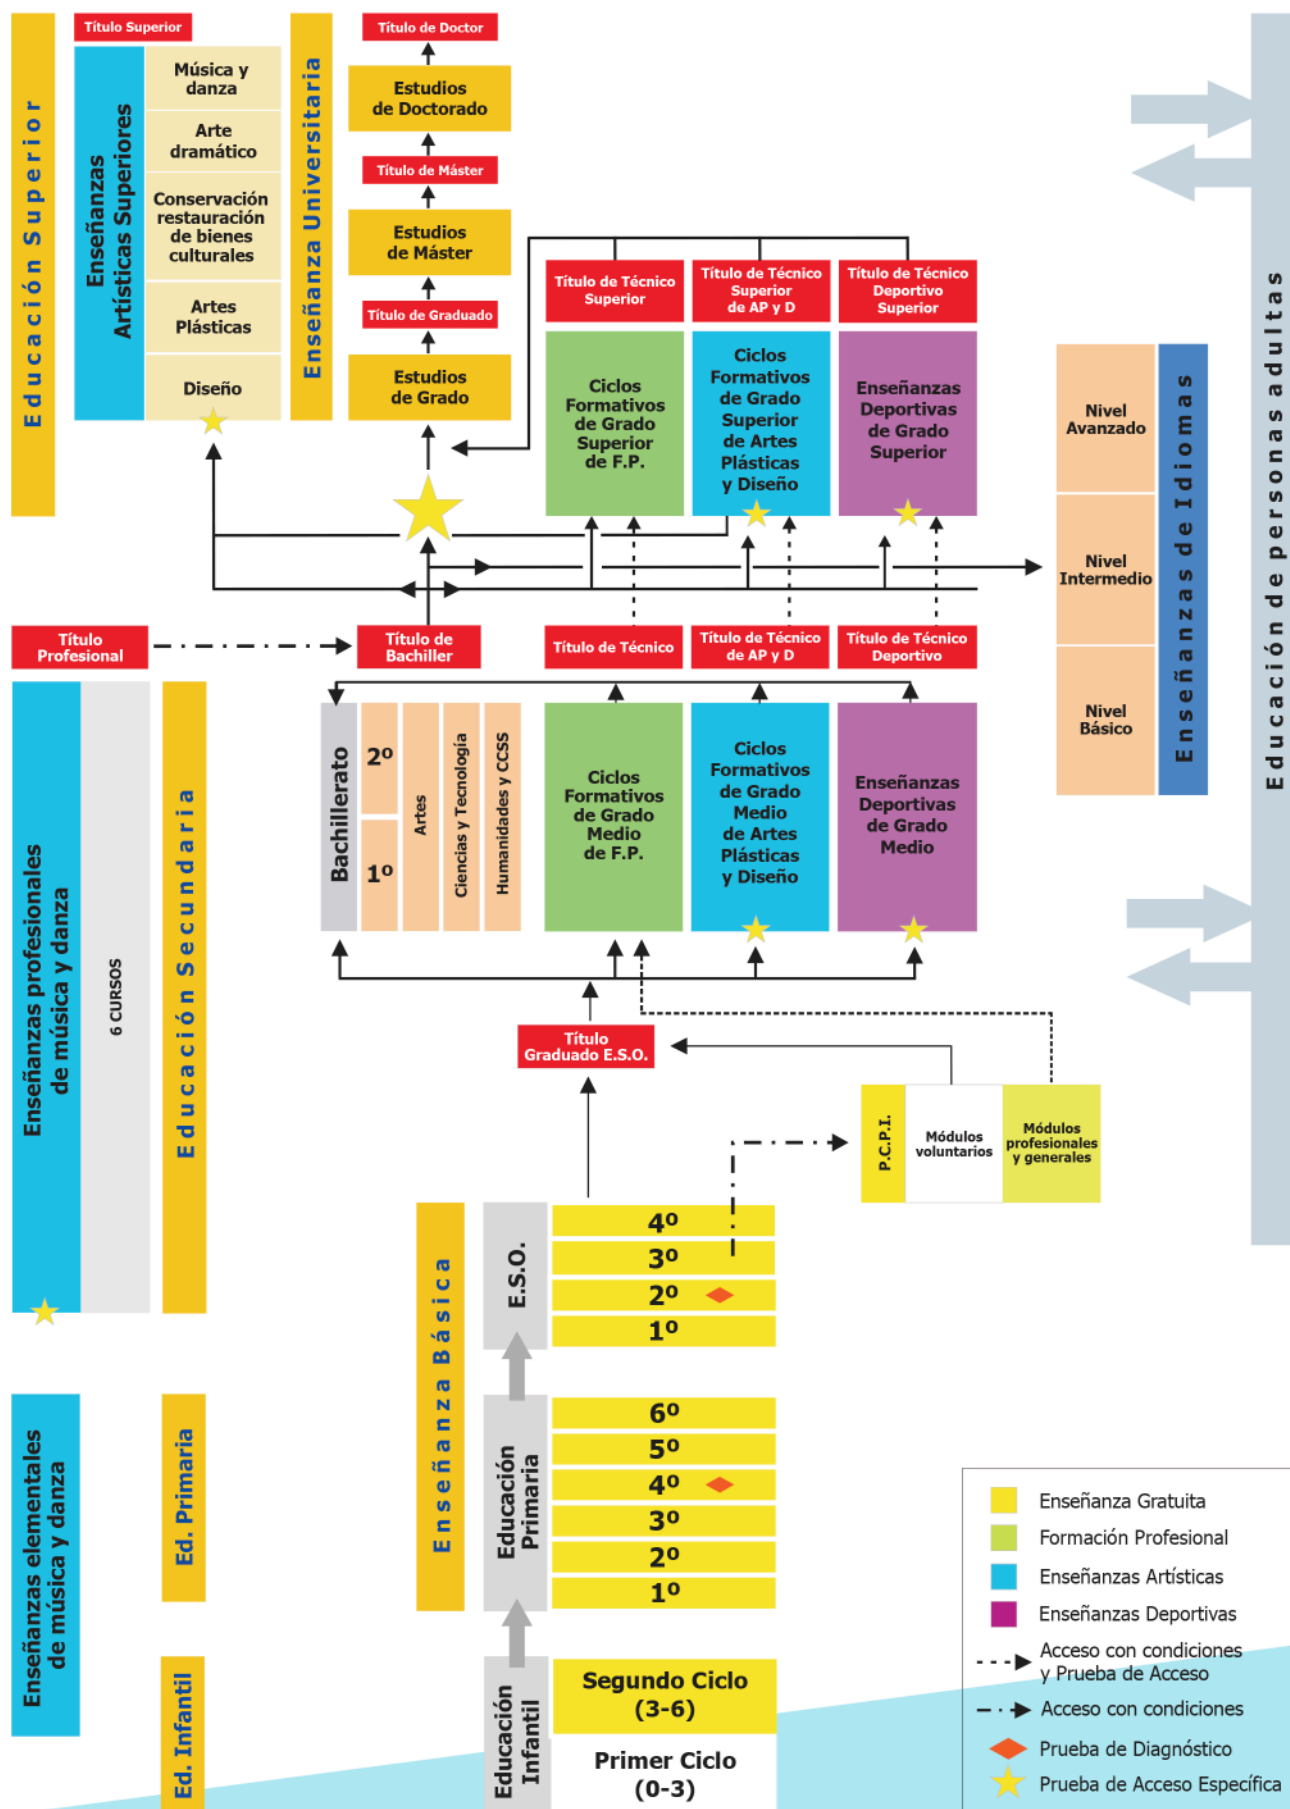 Educación Superior
Título Superior
Enseñanzas
Artísticas Superiores
Música y
danza
Arte
dramático
Conservación
restauración
de bienes
culturales
Artes
Plásticas
Diseño
Enseñanza Universitaria
Título de Doctor
Estudios
de Doctorado
Título de Máster
Estudios
de Máster
Título de Graduado
Estudios
de Grado
Título de Técnico
Superior
Título de Técnico
Superior
de AP y D
Título de Técnico
Deportivo
Superior
Ciclos
Formativos
de Grado
Superior
de F.P.
Ciclos
Formativos
de Grado
Superior
de Artes
Plásticas
y Diseño
Enseñanzas
Deportivas
de Grado
Superior
Nivel
Avanzado
Nivel
Intermedio
Nivel
Básico
Enseñanzas de Idiomas
Educación de personas adultas
Título
Profesional
Título de
Bachiller
Título de Técnico
Título de Técnico
de AP y D
Título de Técnico
Deportivo
Enseñanzas profesionales
de música y danza
6 CURSOS
Educación Secundaria
Bachillerato
2º
1º
Artes
Ciencias y Tecnología
Humanidades y CCSS
Ciclos
Formativos
de Grado
Medio
de F.P.
Ciclos
Formativos
de Grado
Medio
de Artes
Plásticas
y Diseño
Enseñanzas
Deportivas
de Grado
Medio
Título
Graduado E.S.O.
P.C.P.I.
Módulos
voluntarios
Módulos
profesionales
y generales
Enseñanza Básica
E.S.O.
4º
3º
2º
1º
Enseñanzas elementales
de música y danza
Ed. Primaria
Educación
Primaria
6º
5º
4º
3º
2º
1º
Ed. Infantil
Educación
Infantil
Segundo Ciclo
(3-6)
Primer Ciclo
(0-3)
Enseñanza Gratuita
Formación Profesional
Enseñanzas Artísticas
Enseñanzas Deportivas
Acceso con condiciones
y Prueba de Acceso
Acceso con condiciones
Prueba de Diagnóstico
Prueba de Acceso Específica